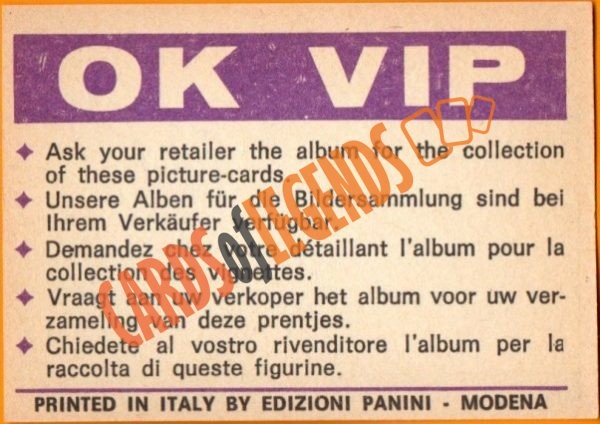 OK VIP
✦ Ask your retailer the album for the collection
of these picture-cards.
✦ Unsere Alben für die Bildersammlung sind bei
Ihrem Verkäufer verfügbar.
✦ Demandez chez votre détaillant l'album pour la
collection des vignettes.
✦ Vraagt aan uw verkoper het album voor uw ver-
zameling van deze prentjes.
✦ Chiedete al vostro rivenditore l'album per la
raccolta di queste figurine.
PRINTED IN ITALY BY EDIZIONI PANINI - MODENA
CARDS of LEGENDS